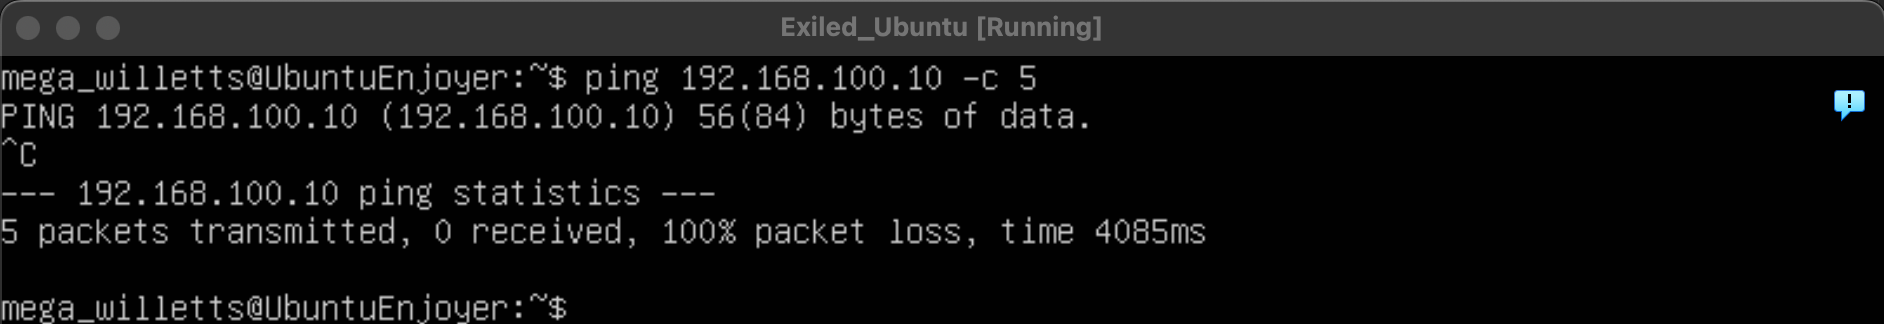 Exiled_Ubuntu [Running]
mega_willetts@UbuntuEnjoyer:~$ ping 192.168.100.10 -c 5
PING 192.168.100.10 (192.168.100.10) 56(84) bytes of data.
^C
--- 192.168.100.10 ping statistics ---
5 packets transmitted, 0 received, 100% packet loss, time 4085ms
mega_willetts@UbuntuEnjoyer:~$